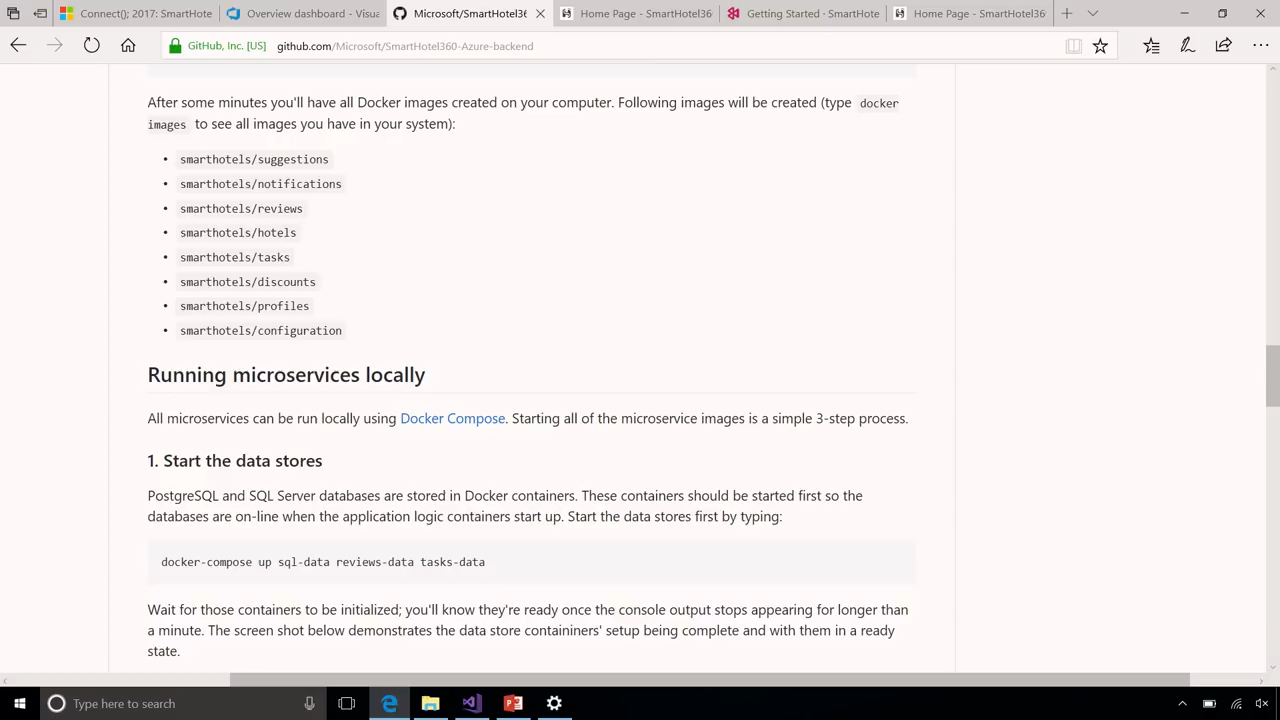 Connect(); 2017: SmartHote
Overview dashboard - Visua
Microsoft/SmartHotel36
Home Page - SmartHotel36
Getting Started - SmartHote
Home Page - SmartHotel36
GitHub, Inc. [US]
github.com/Microsoft/SmartHotel360-Azure-backend
After some minutes you'll have all Docker images created on your computer. Following images will be created (type docker
images to see all images you have in your system):
• smarthotels/suggestions
• smarthotels/notifications
• smarthotels/reviews
• smarthotels/hotels
• smarthotels/tasks
• smarthotels/discounts
• smarthotels/profiles
• smarthotels/configuration
Running microservices locally
All microservices can be run locally using Docker Compose. Starting all of the microservice images is a simple 3-step process.
1. Start the data stores
PostgreSQL and SQL Server databases are stored in Docker containers. These containers should be started first so the
databases are on-line when the application logic containers start up. Start the data stores first by typing:
docker-compose up sql-data reviews-data tasks-data
Wait for those containers to be initialized; you'll know they're ready once the console output stops appearing for longer than
a minute. The screen shot below demonstrates the data store containiners' setup being complete and with them in a ready
state.
Type here to search